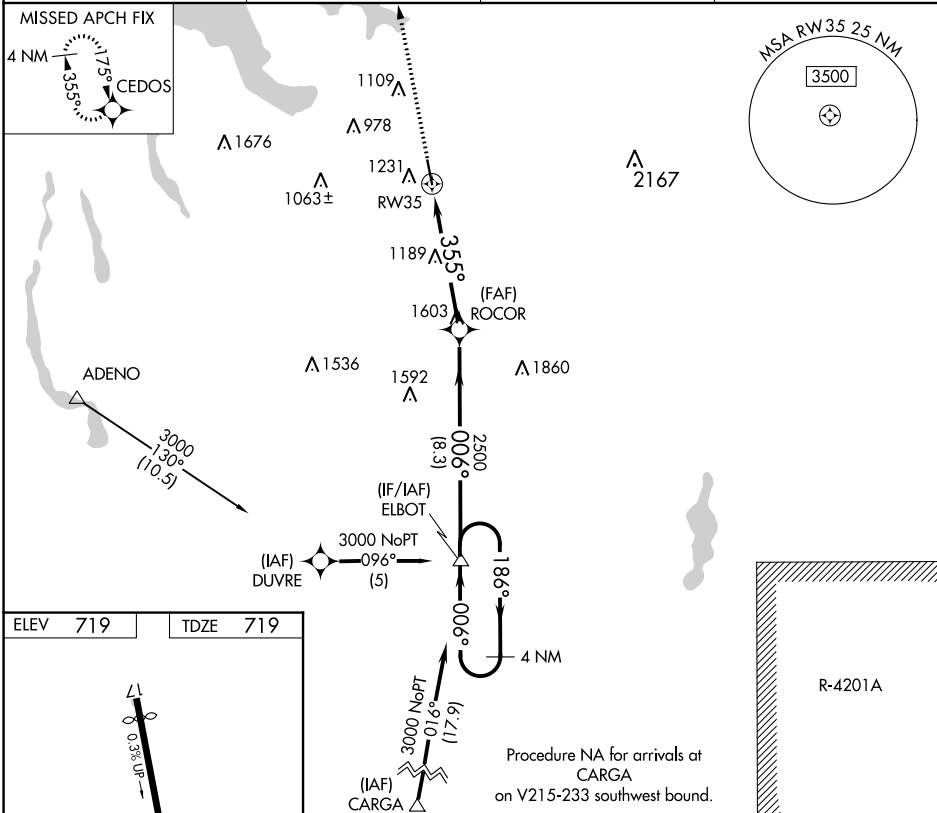 MISSED APCH FIX
4 NM
175°
355°
CEDOS
MSA RW35 25 NM
3500
1109
978
1676
1231
1063±
RW35
2167
355°
1189
(FAF)
ROCOR
1603
1536
1592
1860
ADENO
3000
130°
(10.5)
2500
006°
(8.3)
(IF/IAF)
ELBOT
3000 NoPT
096°
(5)
(IAF)
DUVRE
186°
006°
4 NM
3000 NoPT
016°
(17.9)
(IAF)
CARGA
Procedure NA for arrivals at
CARGA
on V215-233 southwest bound.
R-4201A
ELEV 719
TDZE 719
17
0.3% UP